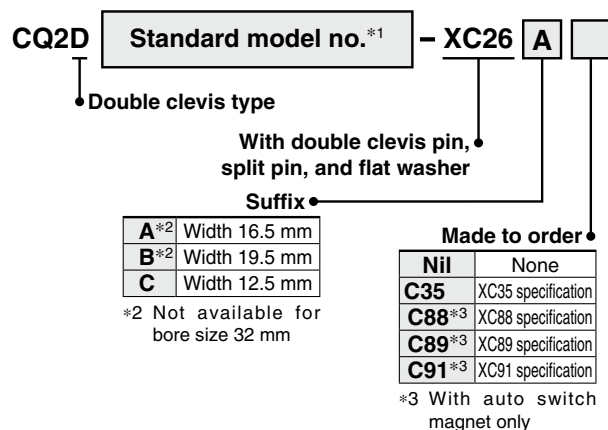 CQ2D Standard model no.*1 – XC26 A
Double clevis type
With double clevis pin,
split pin, and flat washer
Suffix
A*2 Width 16.5 mm
B*2 Width 19.5 mm
C Width 12.5 mm
*2 Not available for
bore size 32 mm
Made to order
Nil None
C35 XC35 specification
C88*3 XC88 specification
C89*3 XC89 specification
C91*3 XC91 specification
*3 With auto switch
magnet only